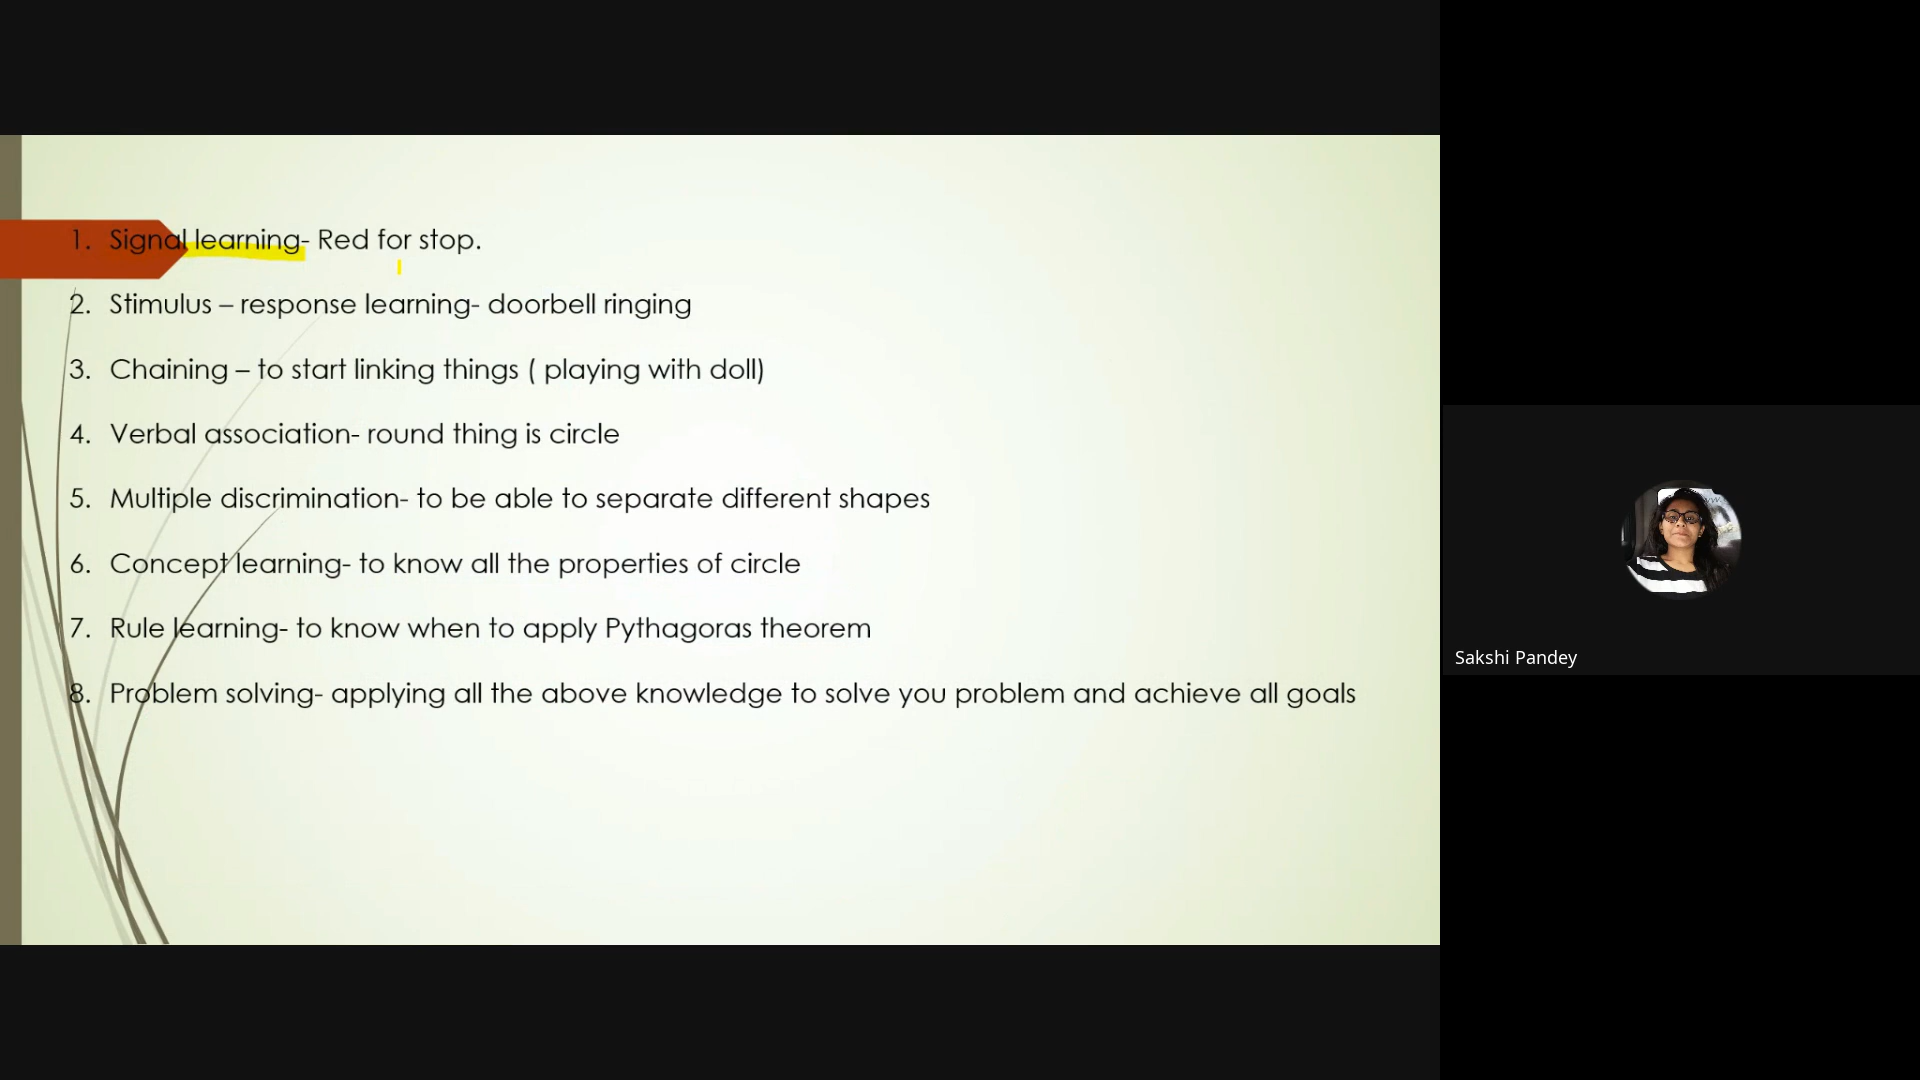 1. Signal learning- Red for stop.
2. Stimulus – response learning- doorbell ringing
3. Chaining – to start linking things ( playing with doll)
4. Verbal association- round thing is circle
5. Multiple discrimination- to be able to separate different shapes
6. Concept learning- to know all the properties of circle
7. Rule learning- to know when to apply Pythagoras theorem
8. Problem solving- applying all the above knowledge to solve you problem and achieve all goals
Sakshi Pandey